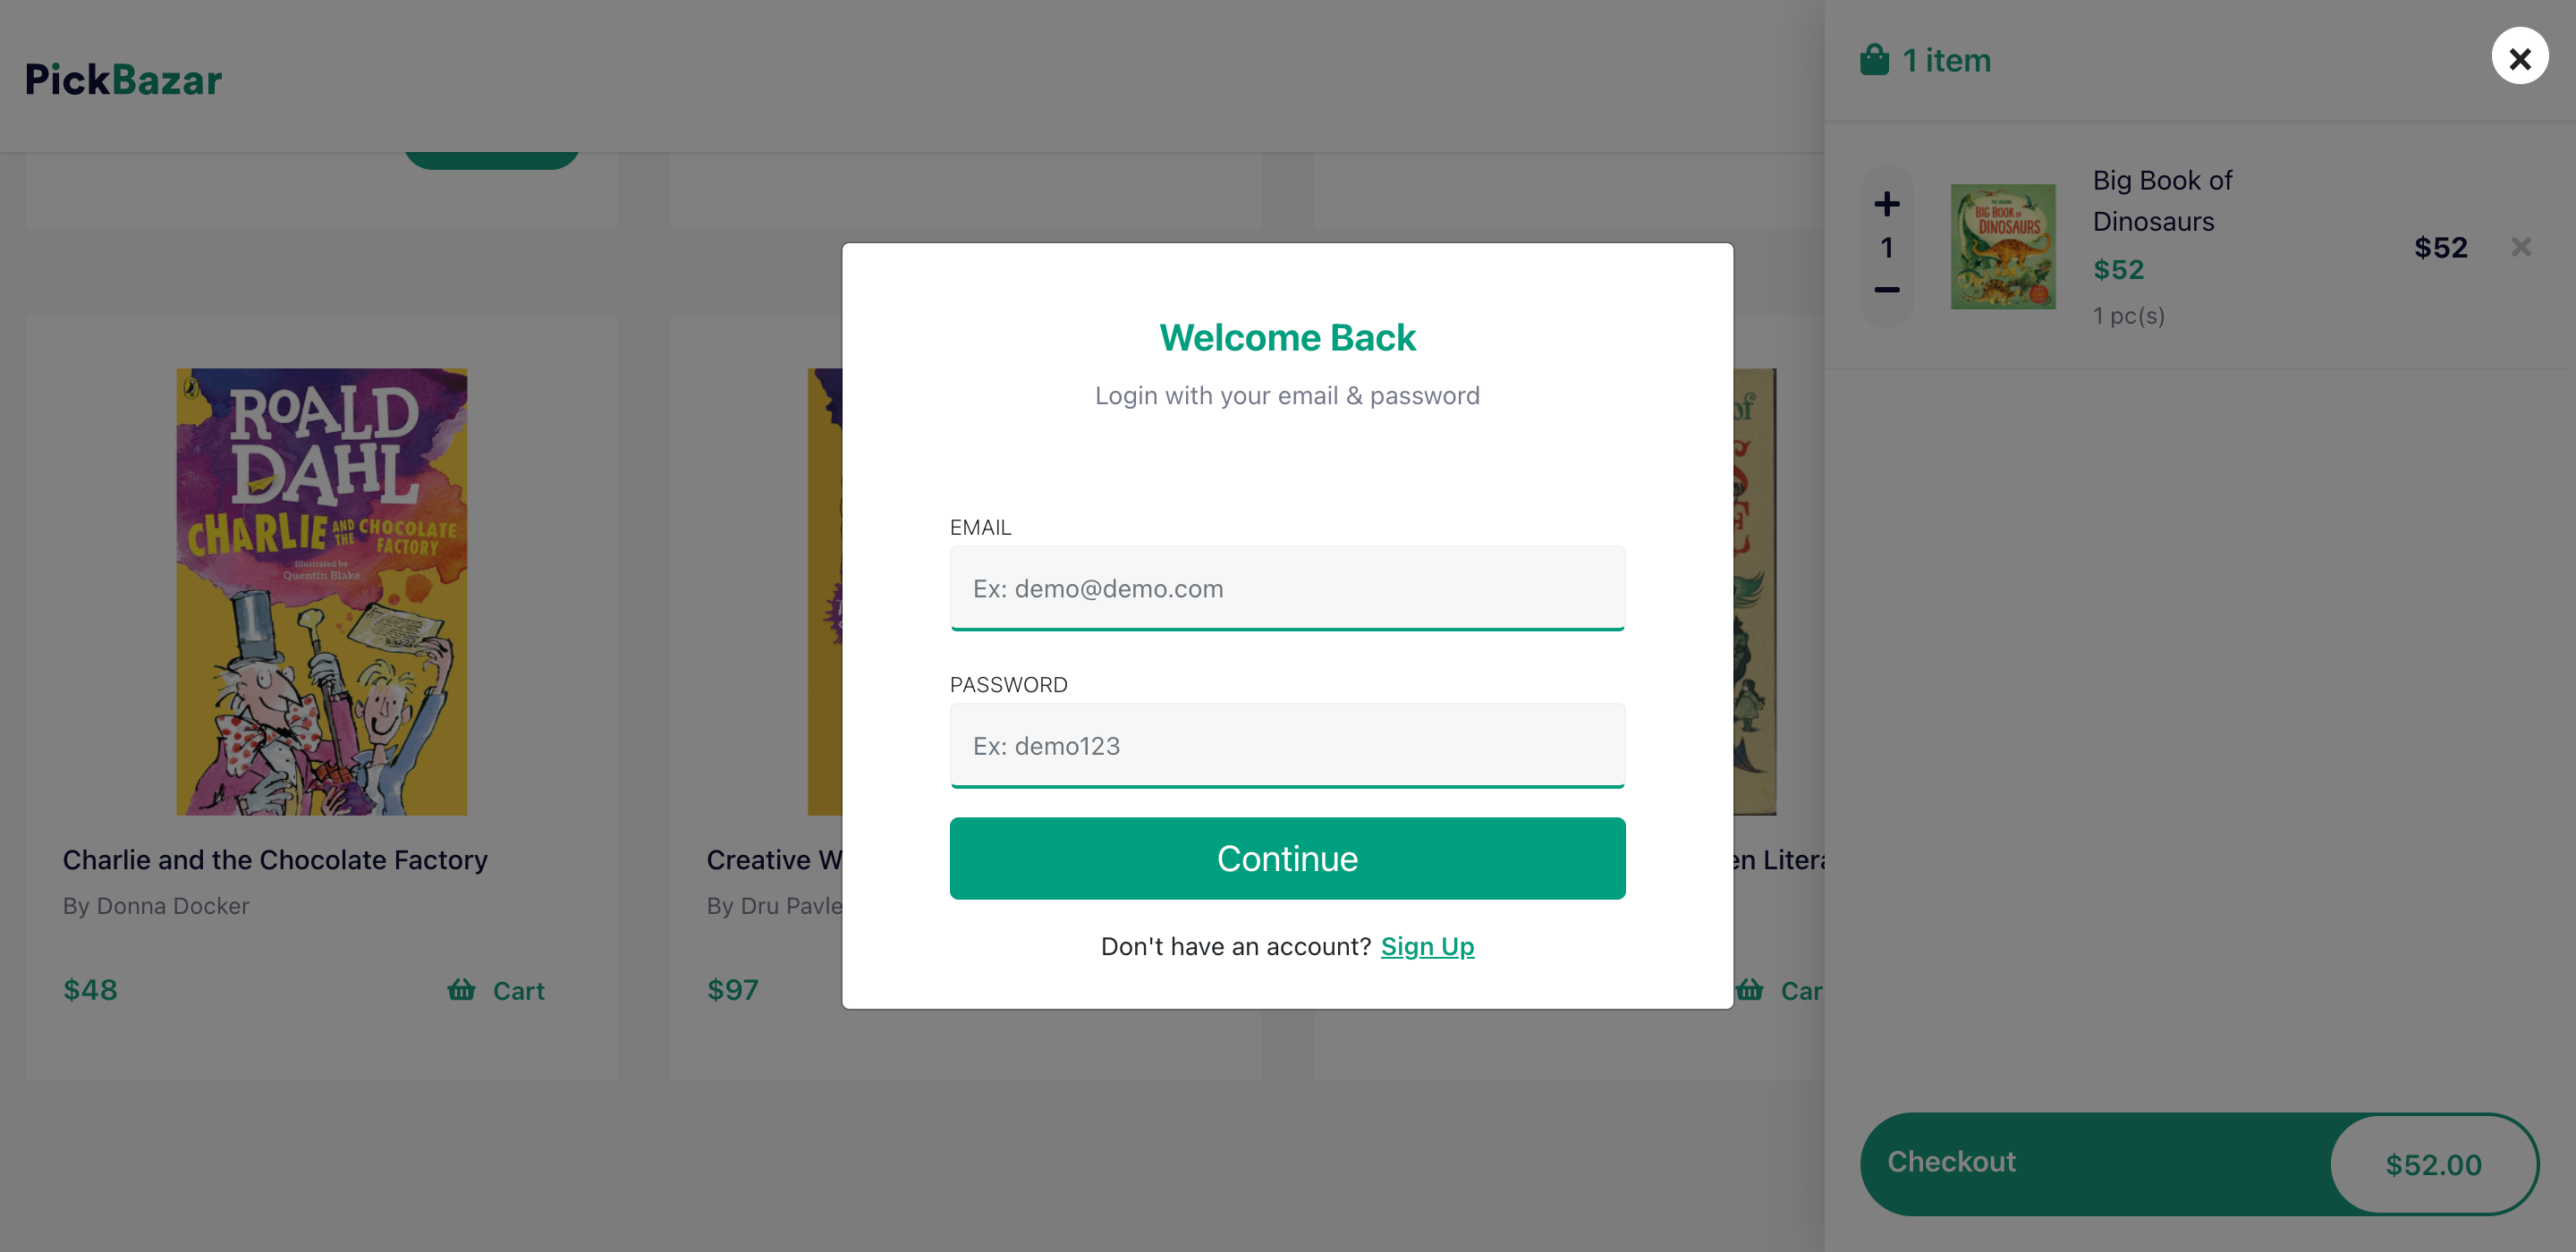 PickBazar
1 item
Big Book of
Dinosaurs
$52
1 pc(s)
1
$52
BIG BOOK OF
DINOSAURS
Welcome Back
Login with your email & password
EMAIL
Ex: demo@demo.com
PASSWORD
Ex: demo123
Continue
Don't have an account? Sign Up
ROALD
DAHL
CHARLIE AND THE CHOCOLATE FACTORY
Illustrated by
Quentin Blake
Charlie and the Chocolate Factory
By Donna Docker
$48
Cart
Creative W
By Dru Pavle
$97
of
en Litera
Car
Checkout
$52.00